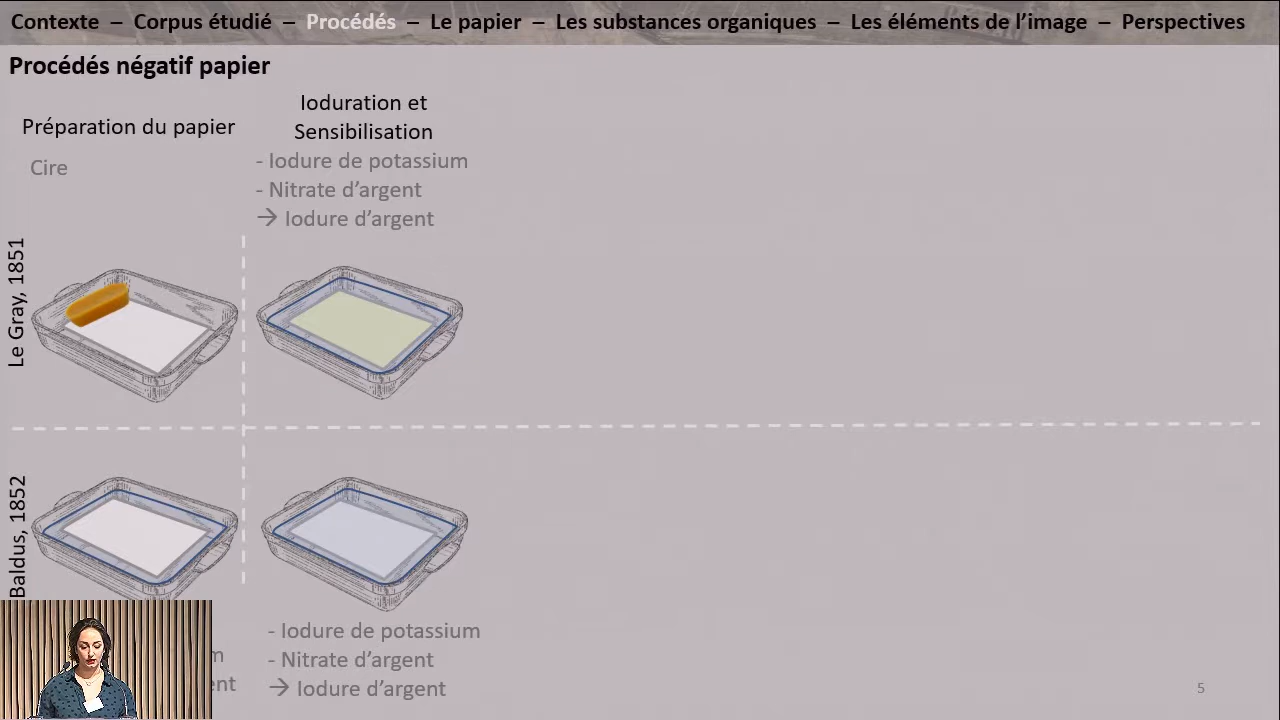 Contexte – Corpus étudié – Procédés – Le papier – Les substances organiques – Les éléments de l’image – Perspectives
Procédés négatif papier
Préparation du papier
Cire
Ioduration et
Sensibilisation
- Iodure de potassium
- Nitrate d’argent
→ Iodure d’argent
Le Gray, 1851
Baldus, 1852
- Iodure de potassium
- Nitrate d’argent
→ Iodure d’argent
5